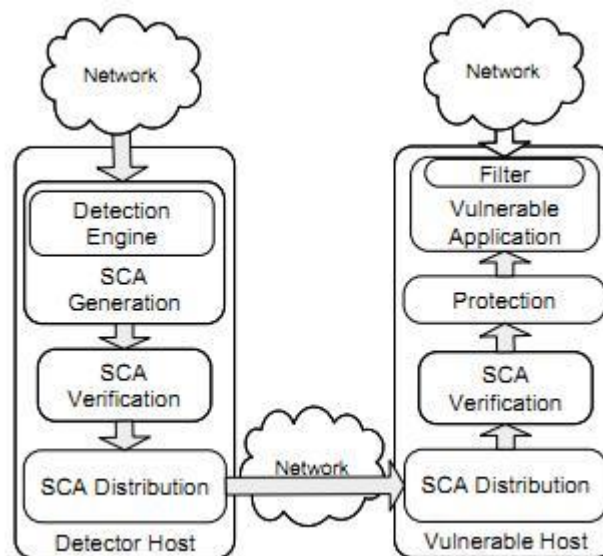 Network
Detection
Engine
SCA
Generation
SCA
Verification
SCA Distribution
Detector Host
Network
Network
Filter
Vulnerable
Application
Protection
SCA
Verification
SCA Distribution
Vulnerable Host